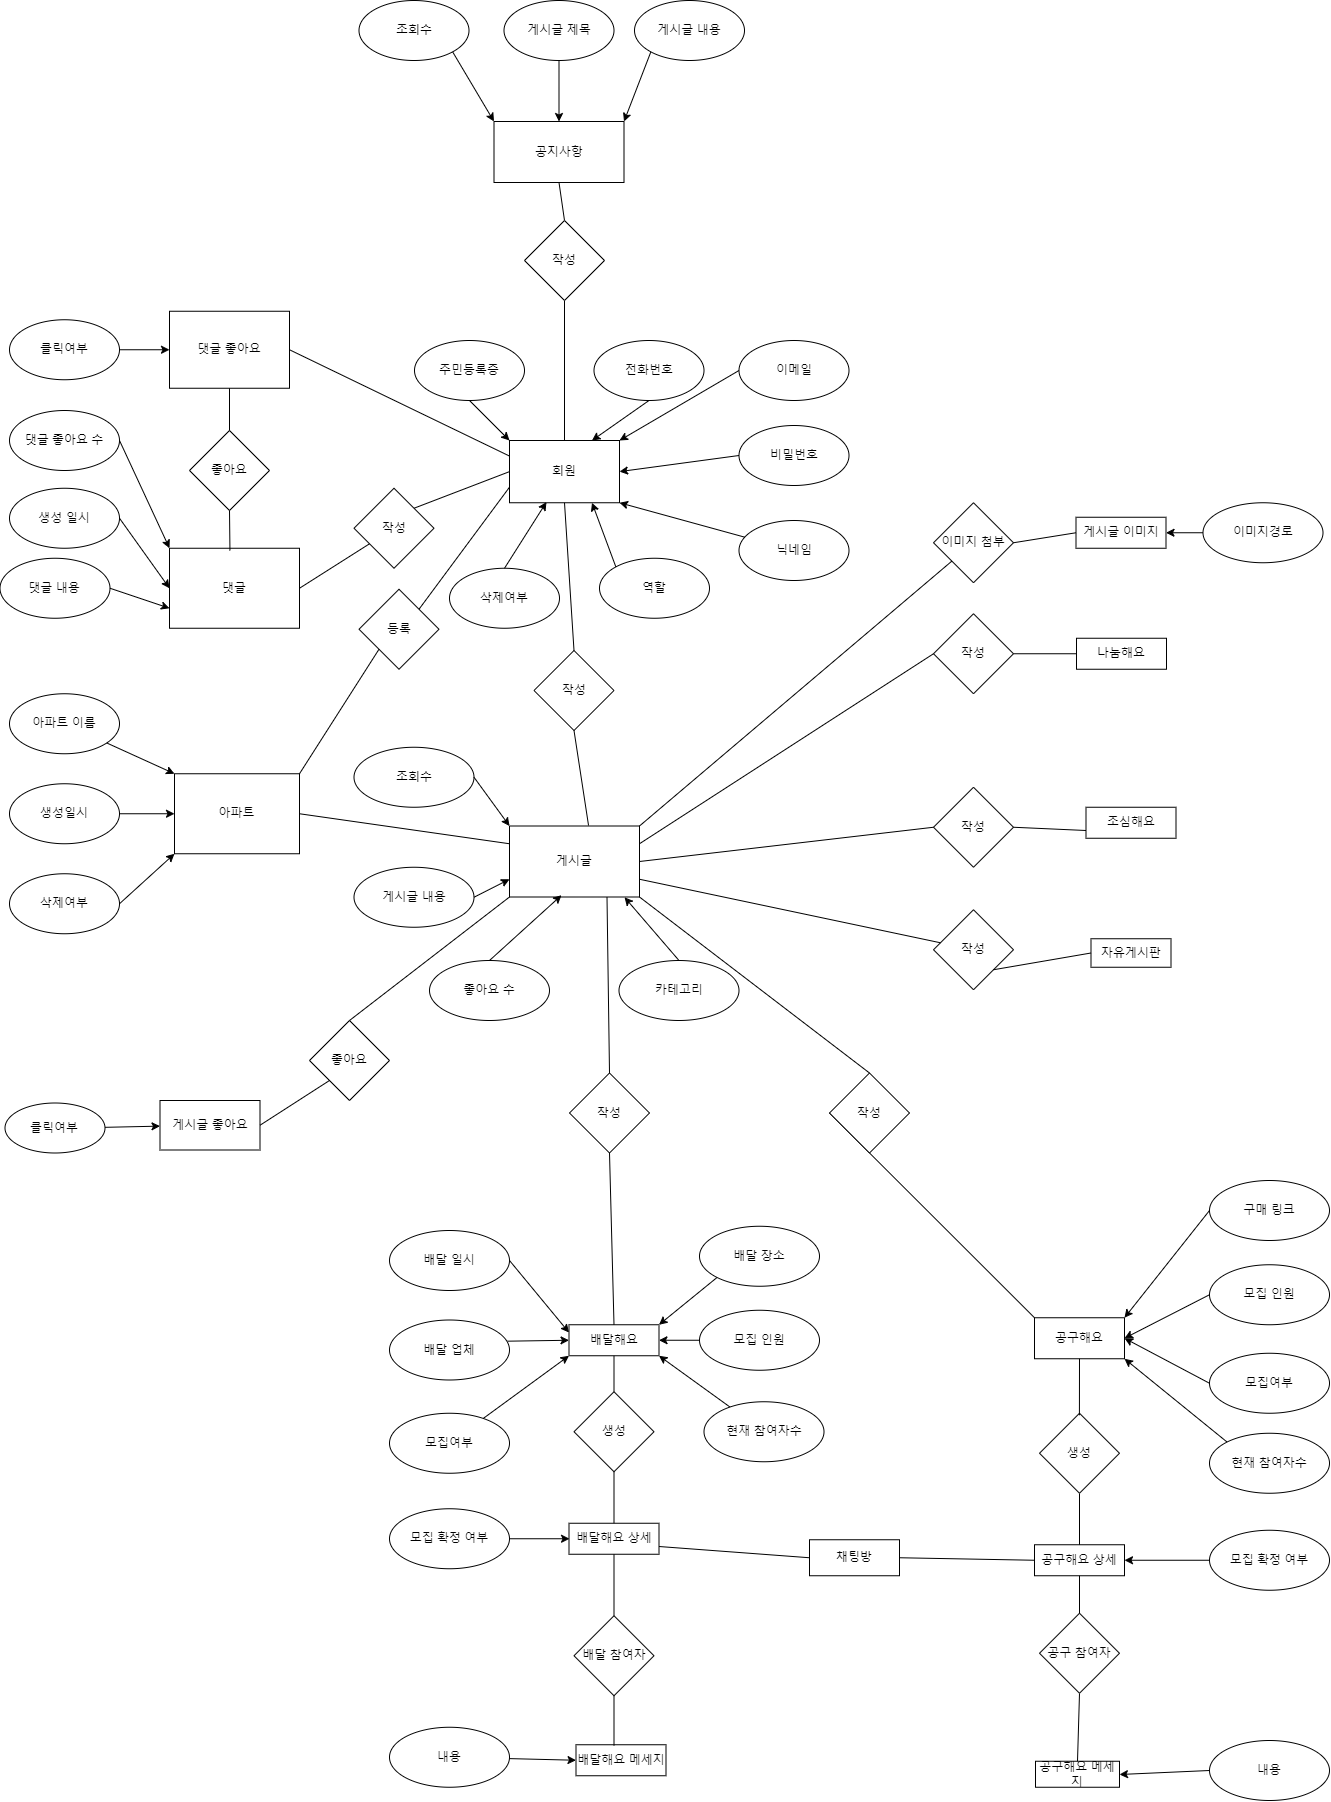 조회수
게시글 제목
게시글 내용
공지사항
작성
댓글 좋아요
클릭여부
주민등록증
전화번호
이메일
댓글 좋아요 수
좋아요
회원
비밀번호
생성 일시
작성
이미지 첨부
게시글 이미지
이미지경로
닉네임
댓글 내용
댓글
삭제여부
역할
등록
작성
나눔해요
작성
아파트 이름
조회수
생성일시
아파트
작성
조심해요
게시글
삭제여부
게시글 내용
작성
자유게시판
좋아요 수
카테고리
좋아요
클릭여부
게시글 좋아요
작성
작성
구매 링크
배달 일시
배달 장소
모집 인원
배달 업체
배달해요
모집 인원
공구해요
모집여부
모집여부
생성
현재 참여자수
생성
현재 참여자수
모집 확정 여부
배달해요 상세
채팅방
공구해요 상세
모집 확정 여부
배달 참여자
공구 참여자
내용
배달해요 메세지
공구해요 메세
지
내용